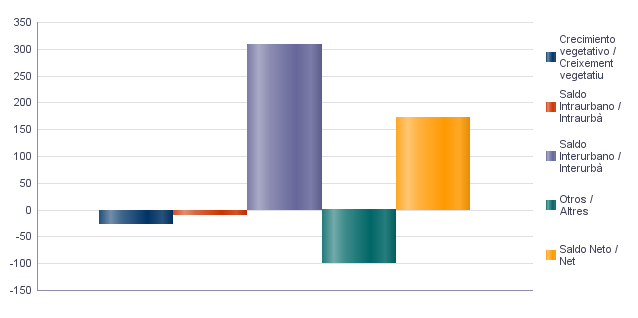 350
300
250
200
150
100
50
0
-50
-100
-150
Crecimiento
vegetativo /
Creixement
vegetatiu
Saldo
Intraurbano /
Intraurbà
Saldo
Interurbano /
Interurbà
Otros /
Altres
Saldo Neto /
Net